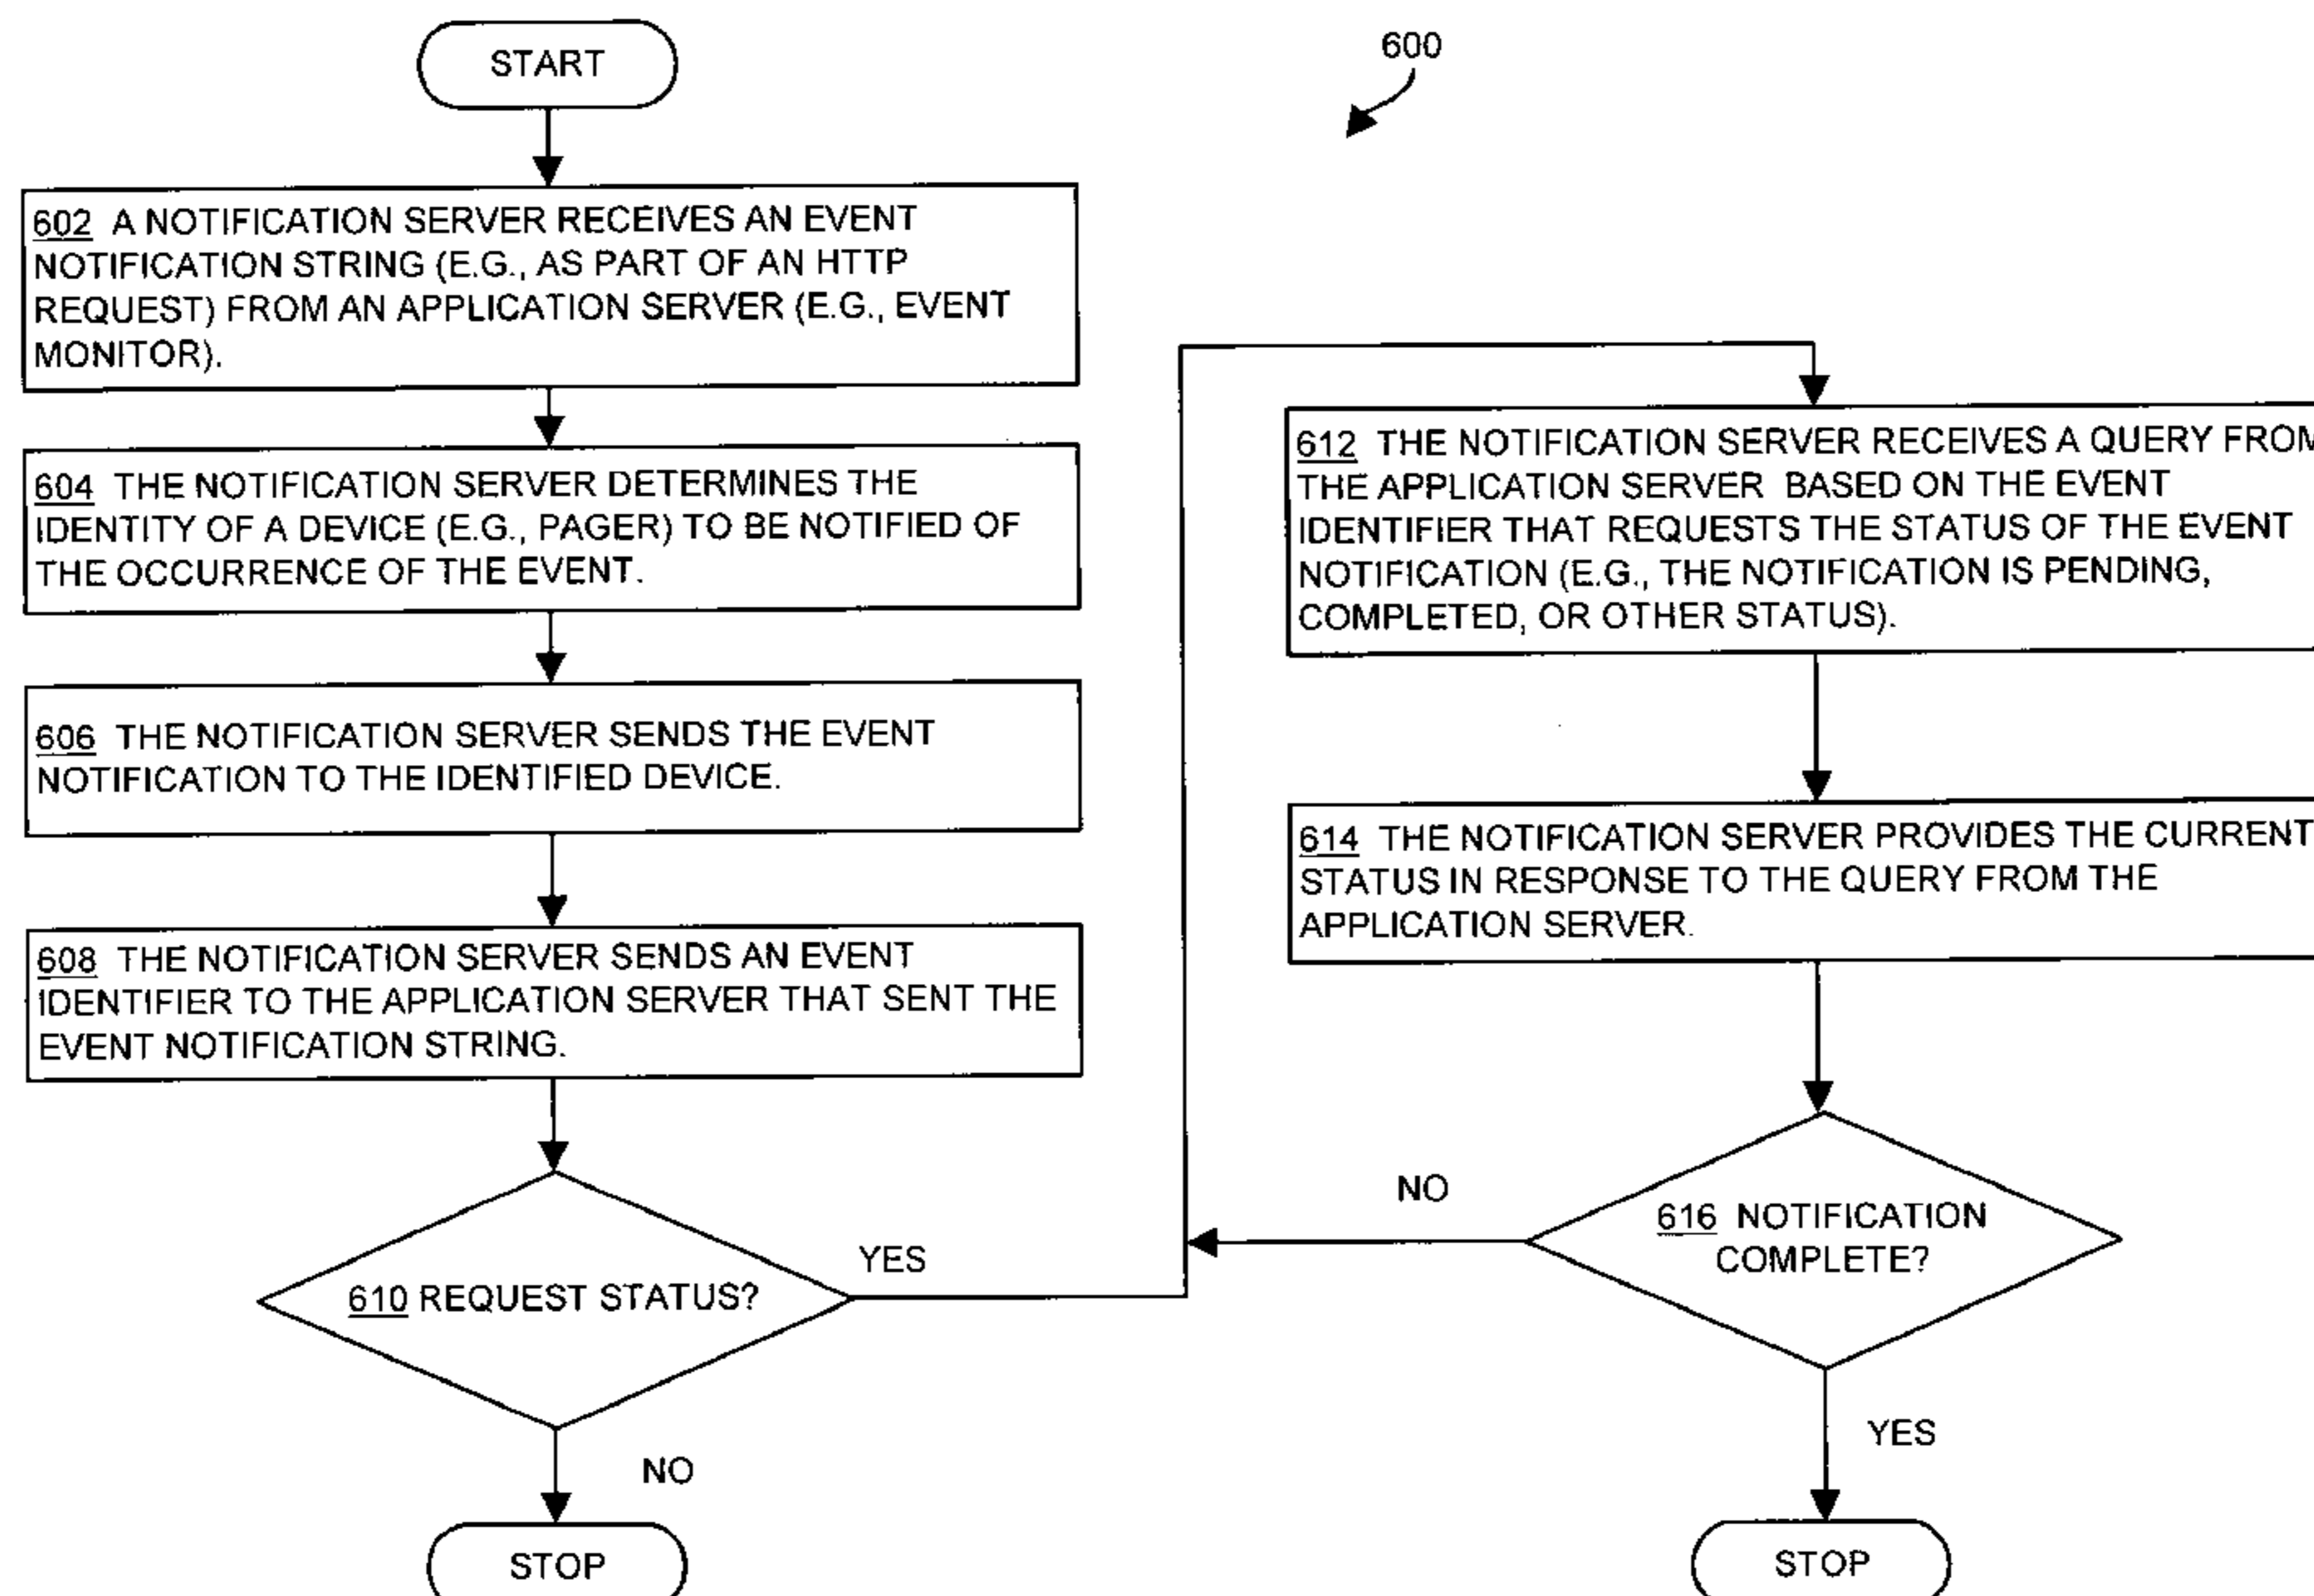 START
600
602 A NOTIFICATION SERVER RECEIVES AN EVENT
NOTIFICATION STRING (E.G., AS PART OF AN HTTP
REQUEST) FROM AN APPLICATION SERVER (E.G., EVENT
MONITOR).
604 THE NOTIFICATION SERVER DETERMINES THE
IDENTITY OF A DEVICE (E.G., PAGER) TO BE NOTIFIED OF
THE OCCURRENCE OF THE EVENT.
606 THE NOTIFICATION SERVER SENDS THE EVENT
NOTIFICATION TO THE IDENTIFIED DEVICE.
608 THE NOTIFICATION SERVER SENDS AN EVENT
IDENTIFIER TO THE APPLICATION SERVER THAT SENT THE
EVENT NOTIFICATION STRING.
610 REQUEST STATUS?
YES
NO
STOP
612 THE NOTIFICATION SERVER RECEIVES A QUERY FROM
THE APPLICATION SERVER BASED ON THE EVENT
IDENTIFIER THAT REQUESTS THE STATUS OF THE EVENT
NOTIFICATION (E.G., THE NOTIFICATION IS PENDING,
COMPLETED, OR OTHER STATUS).
614 THE NOTIFICATION SERVER PROVIDES THE CURRENT
STATUS IN RESPONSE TO THE QUERY FROM THE
APPLICATION SERVER.
616 NOTIFICATION
COMPLETE?
NO
YES
STOP